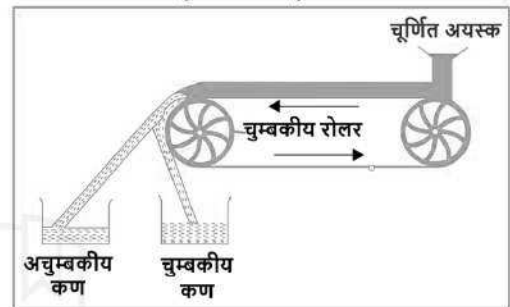 चूर्णित अयस्क
चुम्बकीय रोलर
अचुम्बकीय
कण
चुम्बकीय
कण